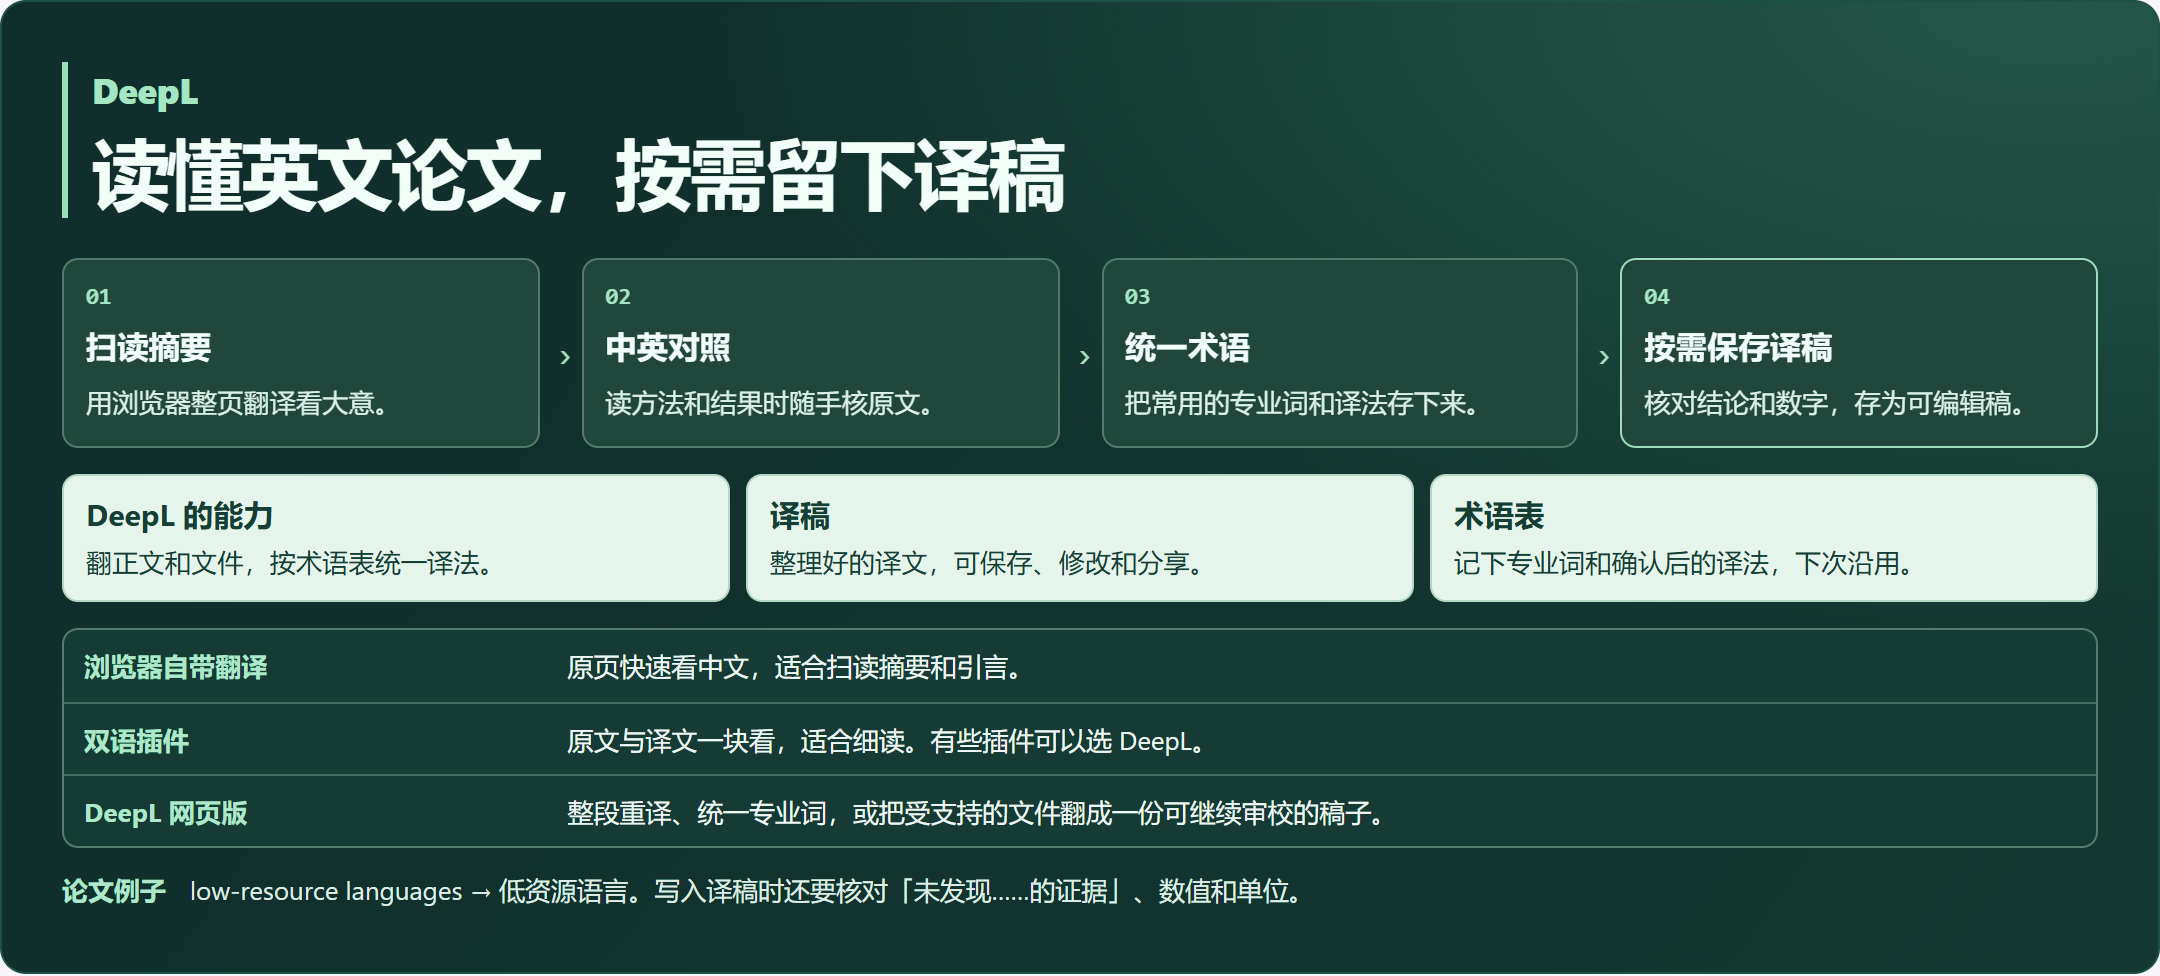 DeepL
读懂英文论文，按需留下译稿
01
扫读摘要
用浏览器整页翻译看大意。
›
02
中英对照
读方法和结果时随手核原文。
›
03
统一术语
把常用的专业词和译法存下来。
›
04
按需保存译稿
核对结论和数字，存为可编辑稿。
DeepL 的能力
翻正文和文件，按术语表统一译法。
译稿
整理好的译文，可保存、修改和分享。
术语表
记下专业词和确认后的译法，下次沿用。
浏览器自带翻译 原页快速看中文，适合扫读摘要和引言。
双语插件 原文与译文一块看，适合细读。有些插件可以选 DeepL。
DeepL 网页版 整段重译、统一专业词，或把受支持的文件翻成一份可继续审校的稿子。
论文例子 low-resource languages → 低资源语言。写入译稿时还要核对「未发现……的证据」、数值和单位。